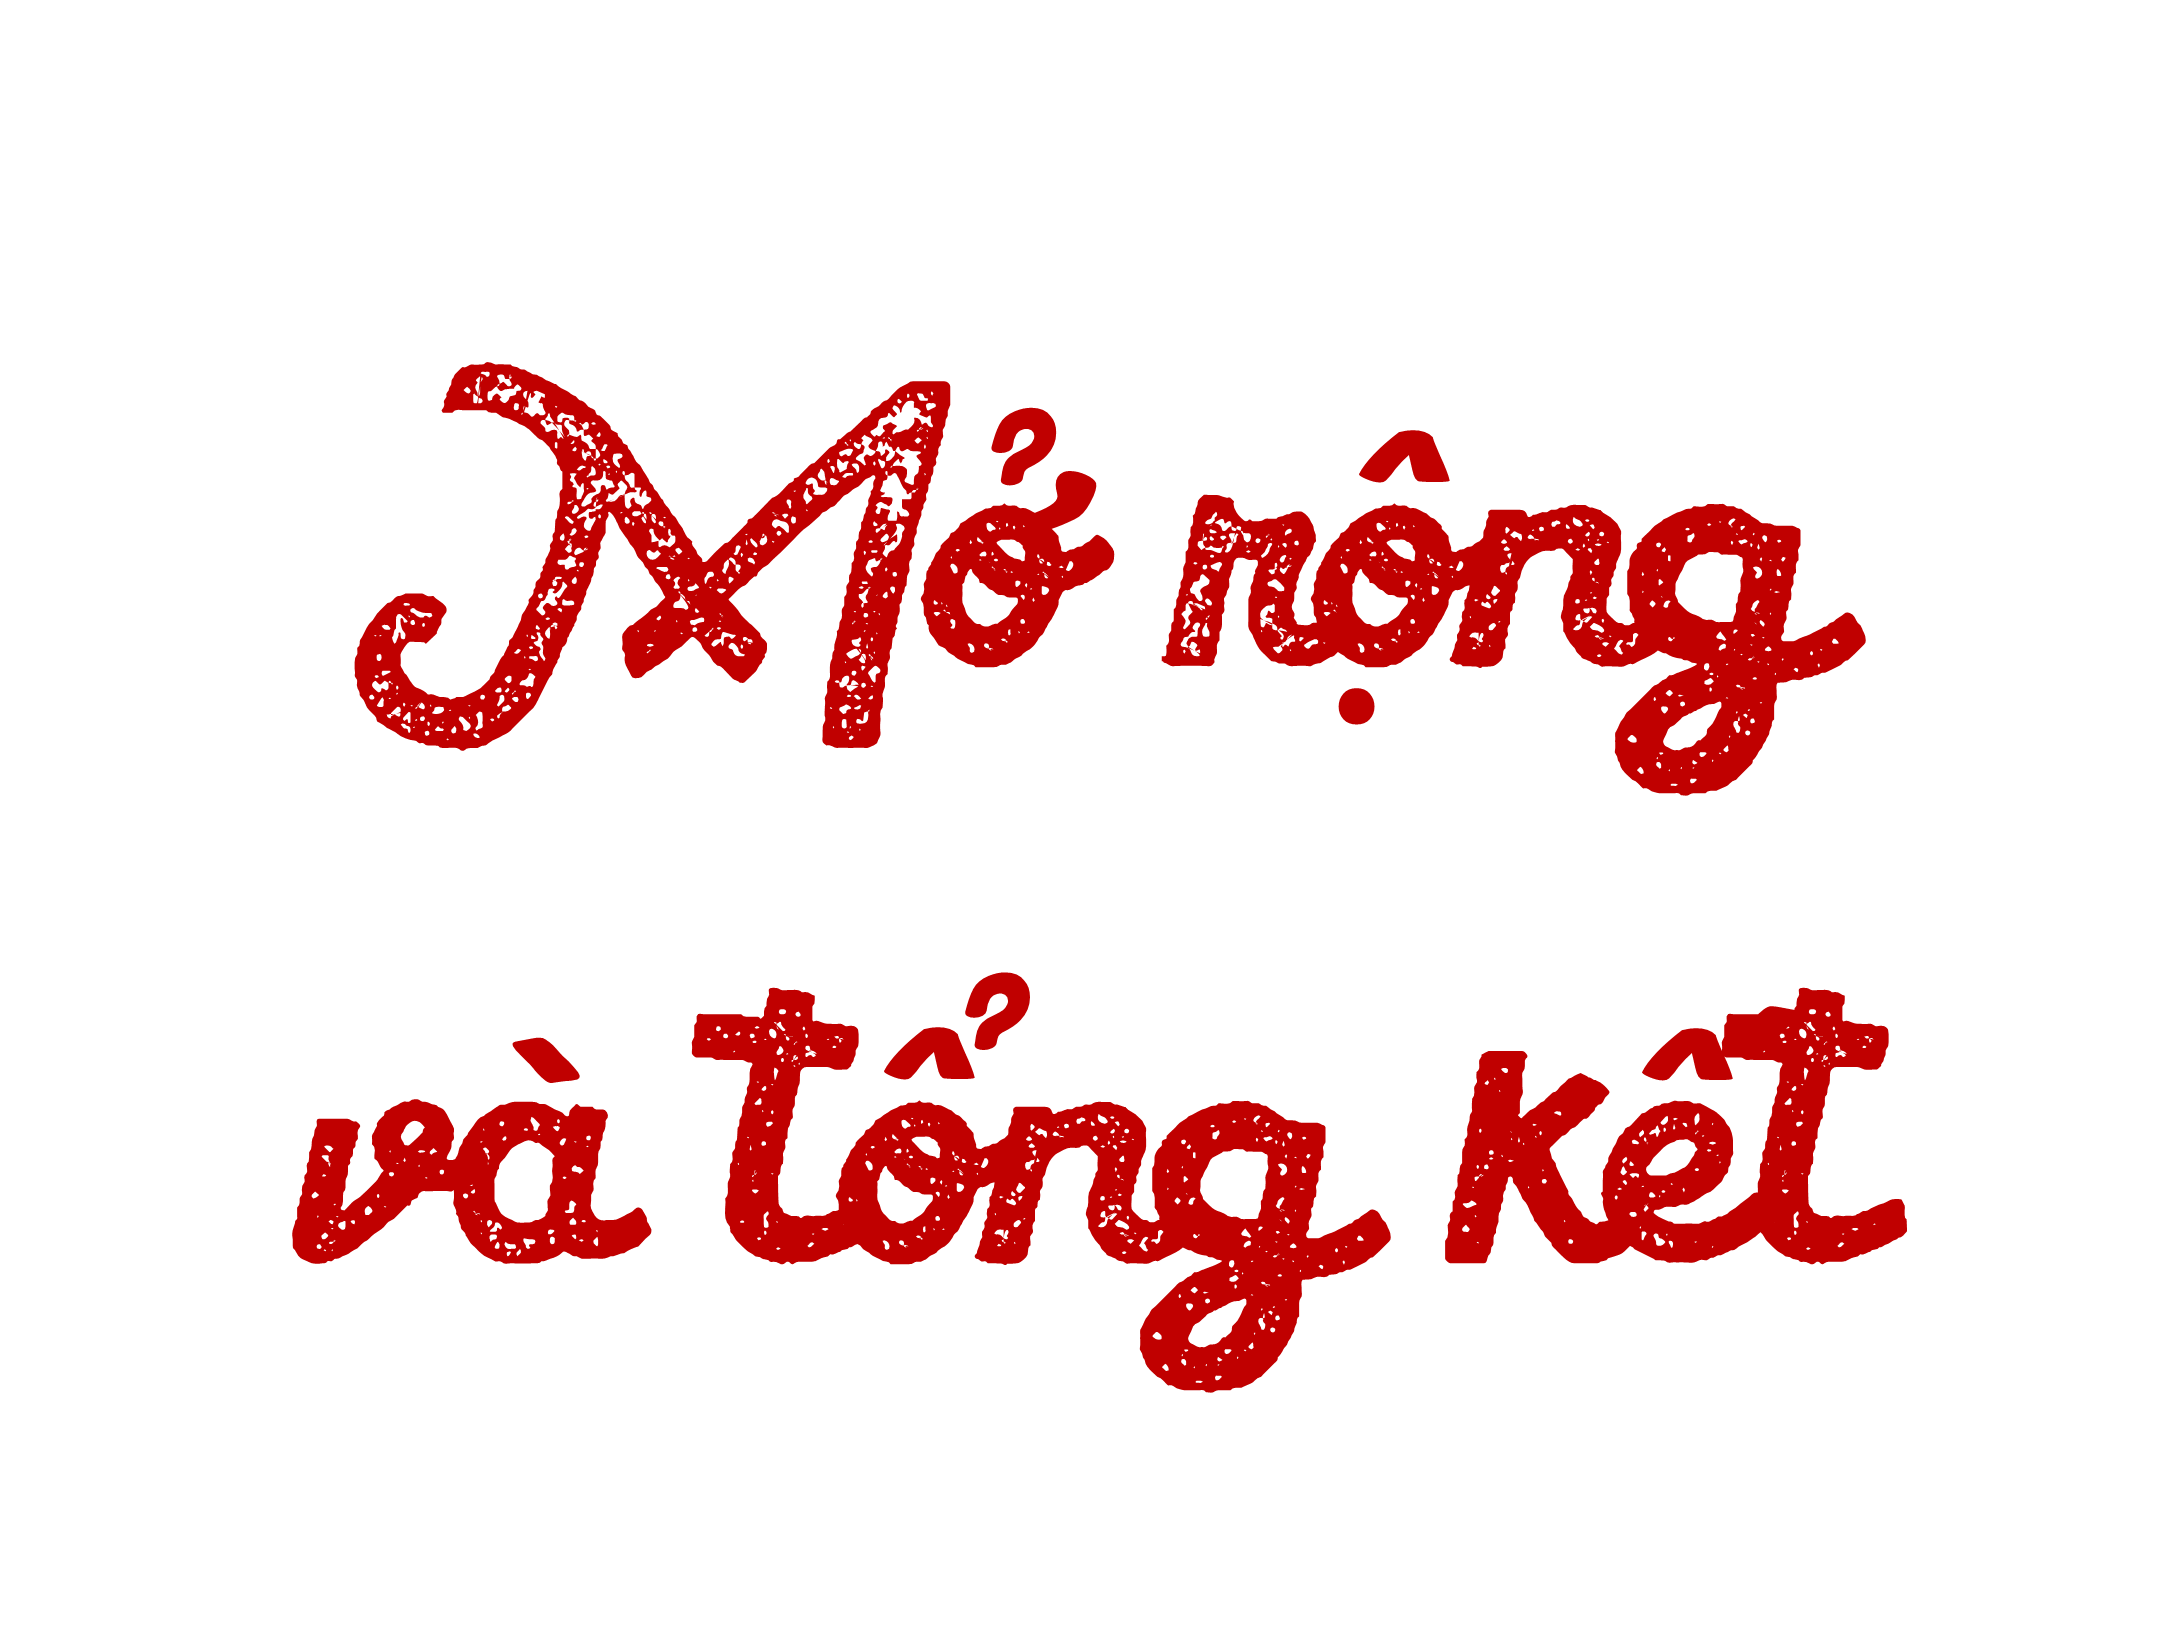 Mở rộng
và tổng kết